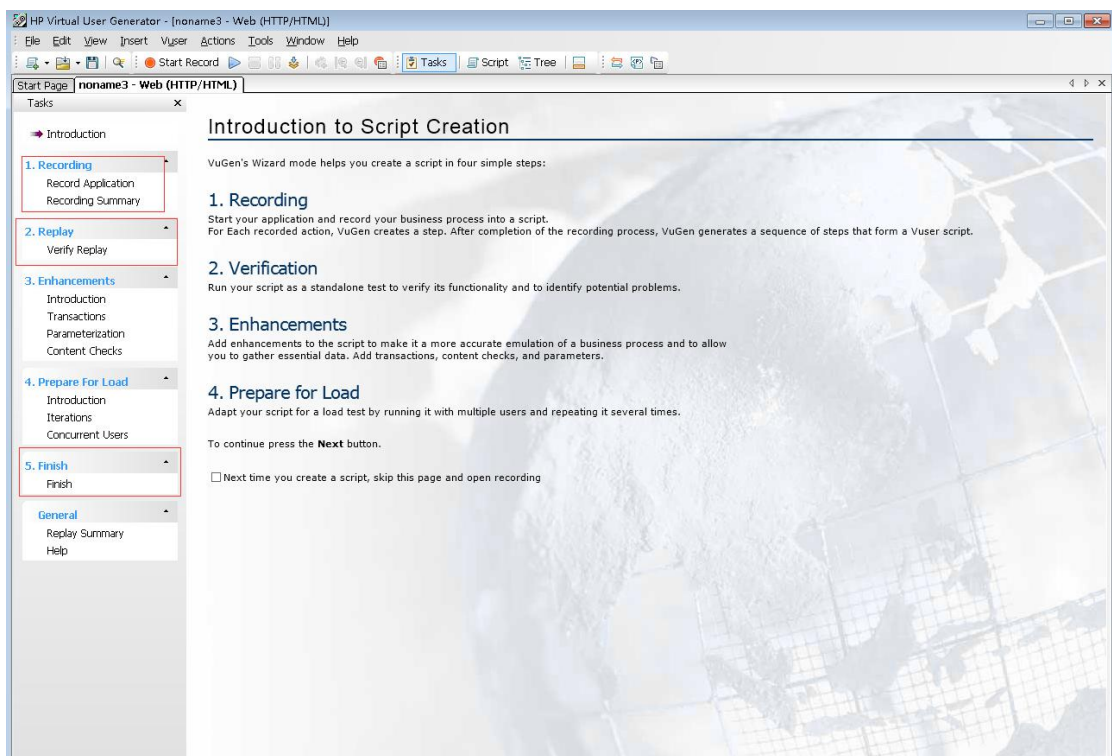 HP Virtual User Generator - [noname3 - Web (HTTP/HTML)]
File Edit View Insert Vuser Actions Tools Window Help
Start Record Tasks Script Tree
Start Page noname3 - Web (HTTP/HTML)
Tasks
Introduction
1. Recording
Record Application
Recording Summary
2. Replay
Verify Replay
3. Enhancements
Introduction
Transactions
Parameterization
Content Checks
4. Prepare For Load
Introduction
Iterations
Concurrent Users
5. Finish
Finish
General
Replay Summary
Help
Introduction to Script Creation
VuGen's Wizard mode helps you create a script in four simple steps:
1. Recording
Start your application and record your business process into a script.
For Each recorded action, VuGen creates a step. After completion of the recording process, VuGen generates a sequence of steps that form a Vuser script.
2. Verification
Run your script as a standalone test to verify its functionality and to identify potential problems.
3. Enhancements
Add enhancements to the script to make it a more accurate emulation of a business process and to allow
you to gather essential data. Add transactions, content checks, and parameters.
4. Prepare for Load
Adapt your script for a load test by running it with multiple users and repeating it several times.
To continue press the Next button.
Next time you create a script, skip this page and open recording